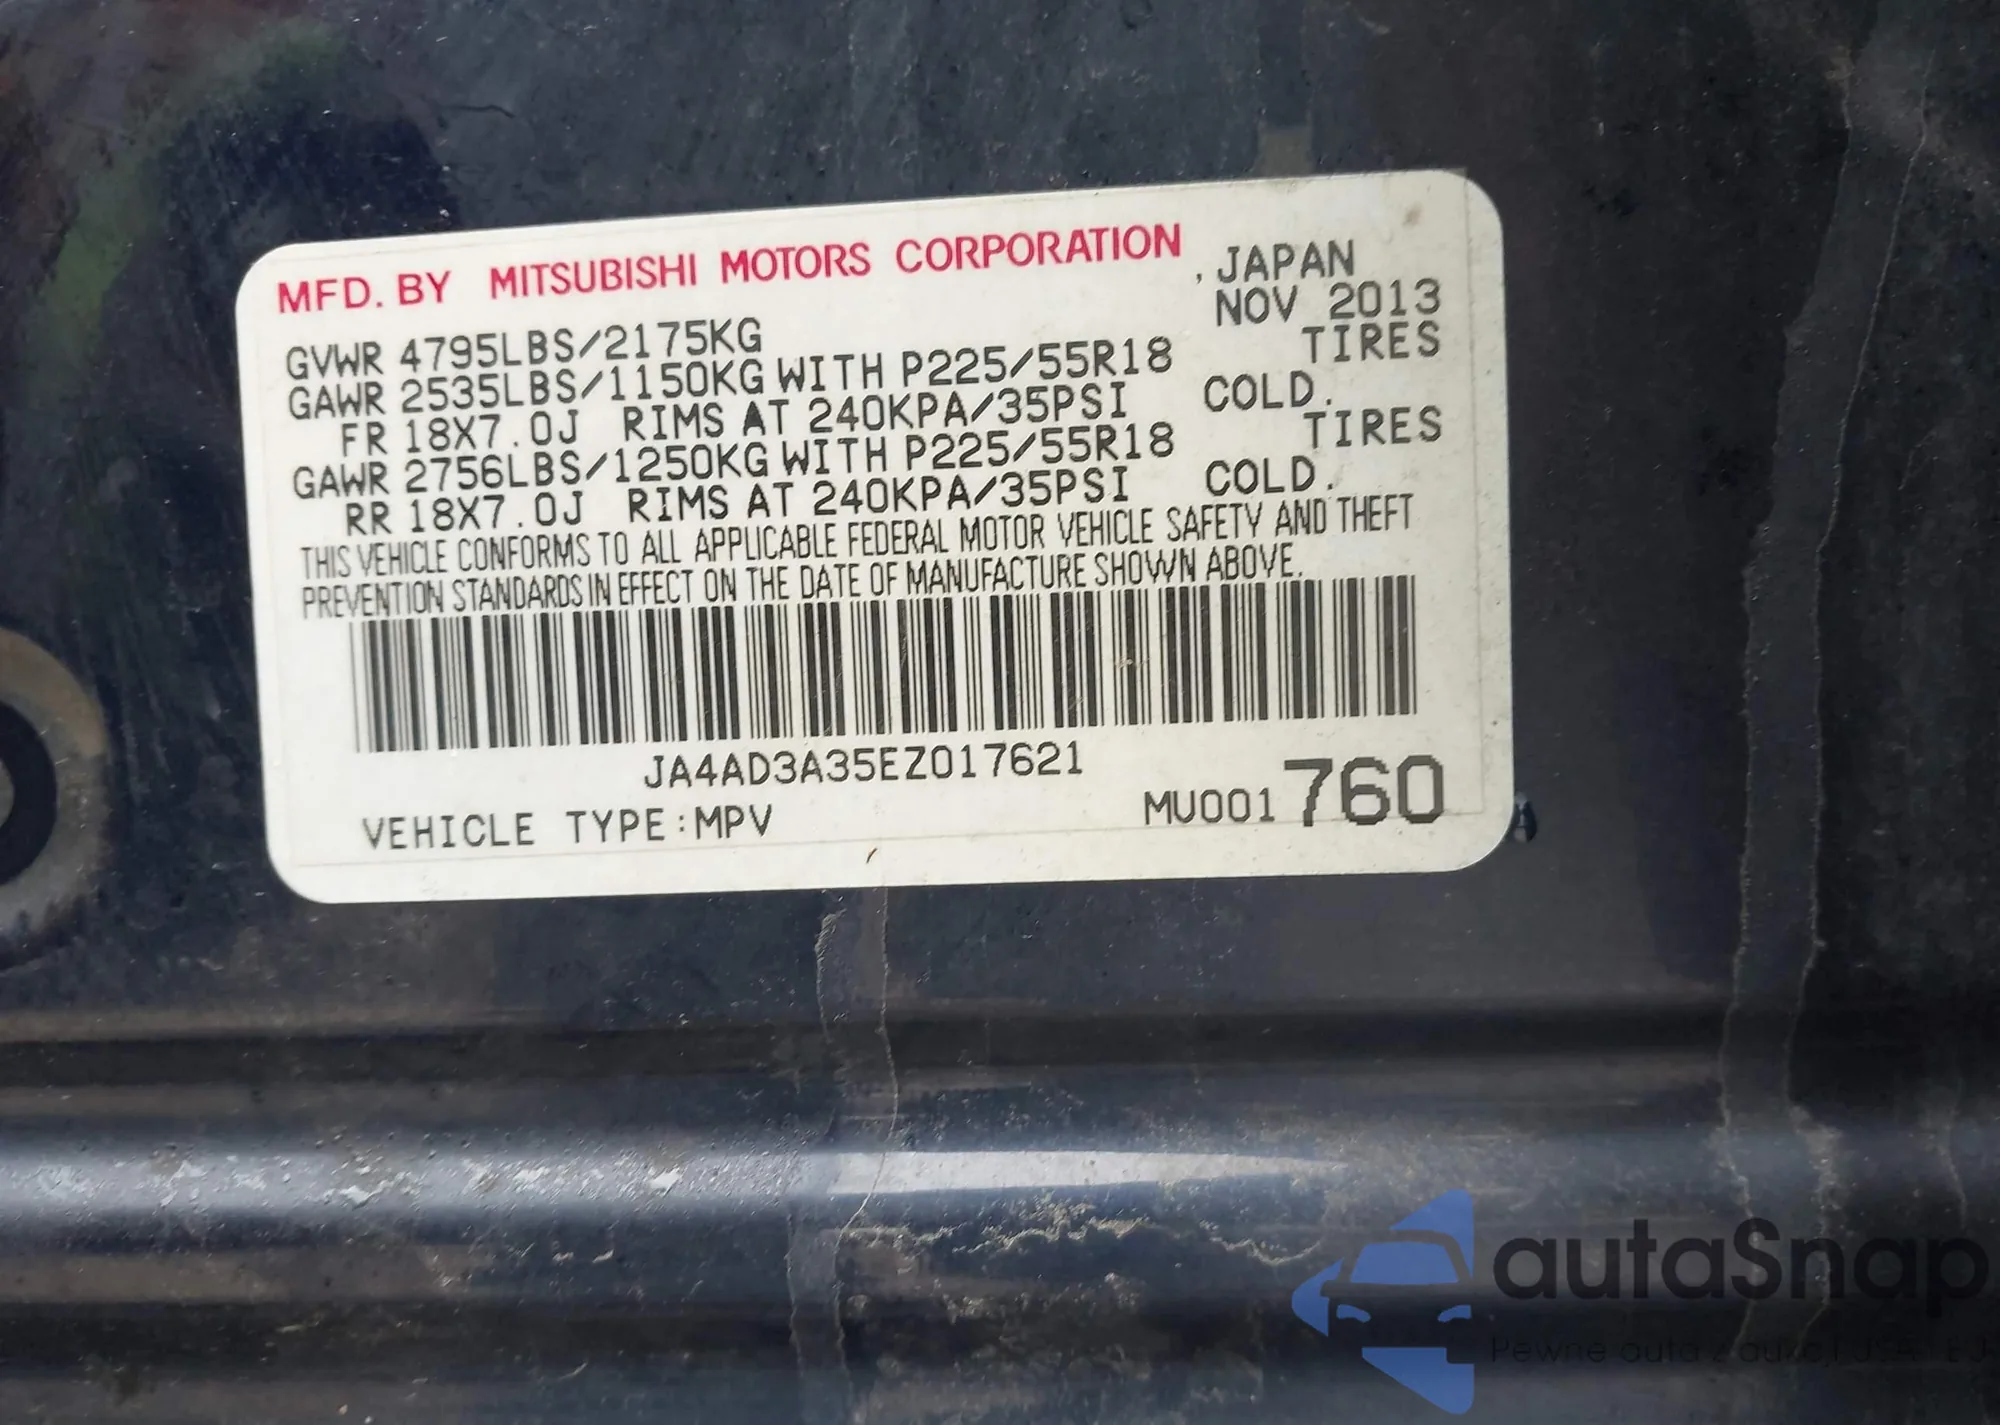 MFD. BY MITSUBISHI MOTORS CORPORATION , JAPAN
NOV 2013
GVWR 4795LBS/2175KG
GAWR 2535LBS/1150KG WITH P225/55R18 TIRES
FR 18X7.0J RIMS AT 240KPA/35PSI COLD.
GAWR 2756LBS/1250KG WITH P225/55R18 TIRES
RR 18X7.0J RIMS AT 240KPA/35PSI COLD.
THIS VEHICLE CONFORMS TO ALL APPLICABLE FEDERAL MOTOR VEHICLE SAFETY AND THEFT
PREVENTION STANDARDS IN EFFECT ON THE DATE OF MANUFACTURE SHOWN ABOVE.
JA4AD3A35EZ017621
VEHICLE TYPE:MPV MU001 760
autaSnap
Pewne auta z aukcji